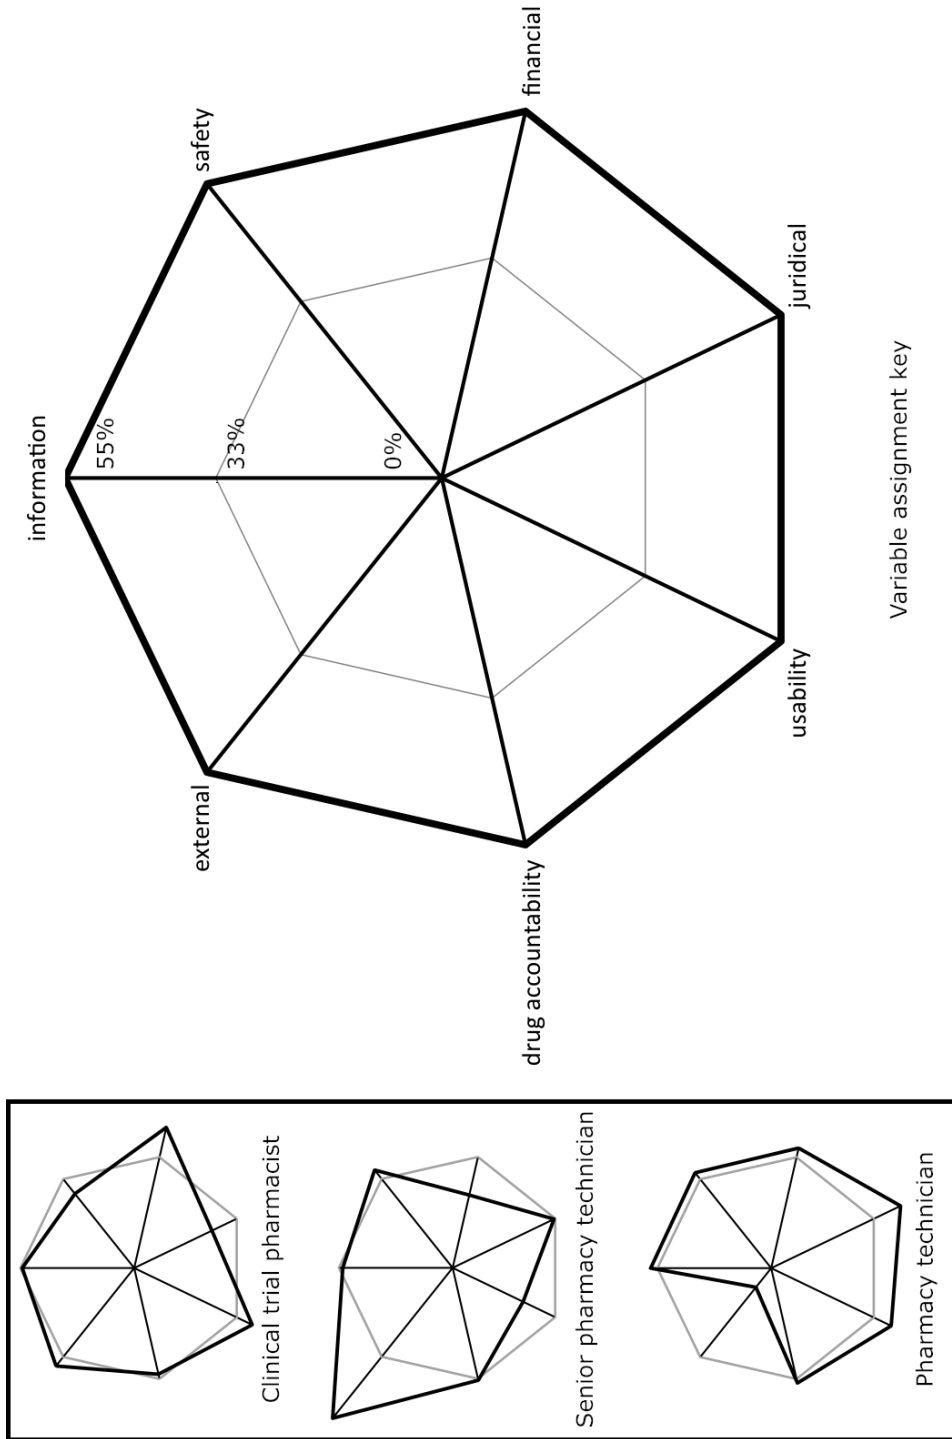 Clinical trial pharmacist
Senior pharmacy technician
Pharmacy technician
information
safety
financial
juridical
usability
drug accountability
external
55%
33%
0%
Variable assignment key